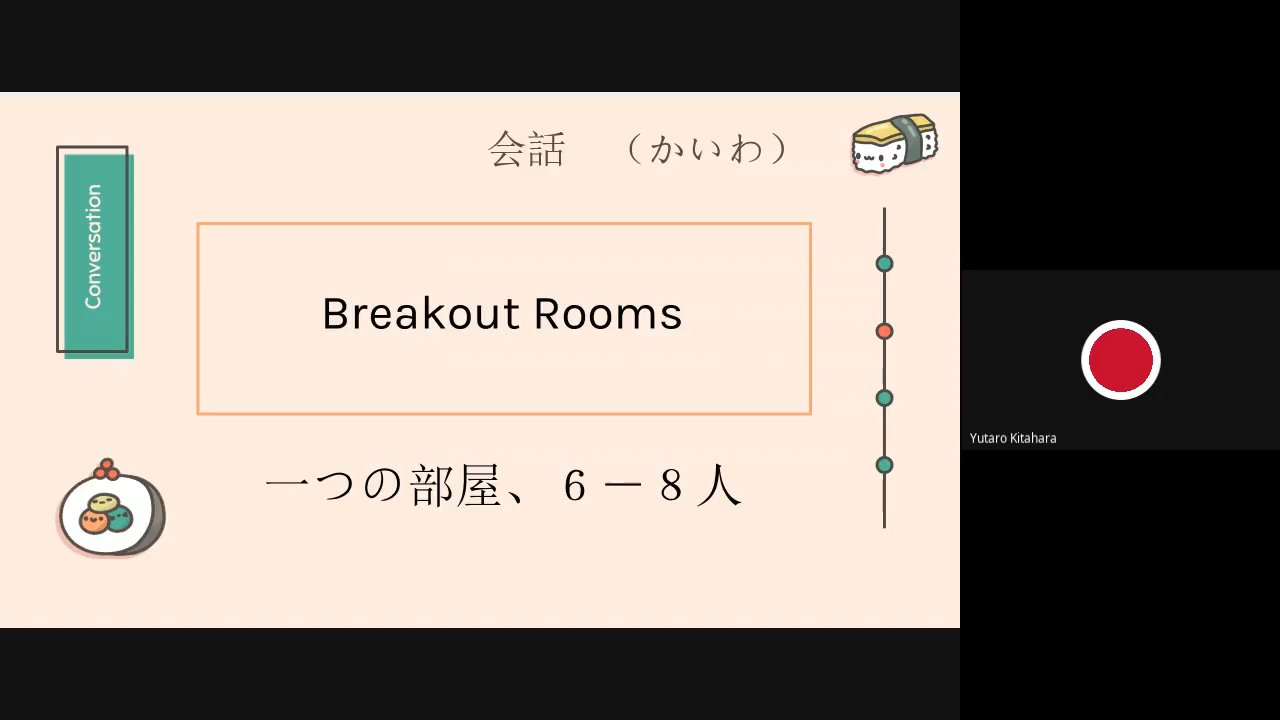 会話　（かいわ）
Conversation
Breakout Rooms
一つの部屋、６－８人
Yutaro Kitahara